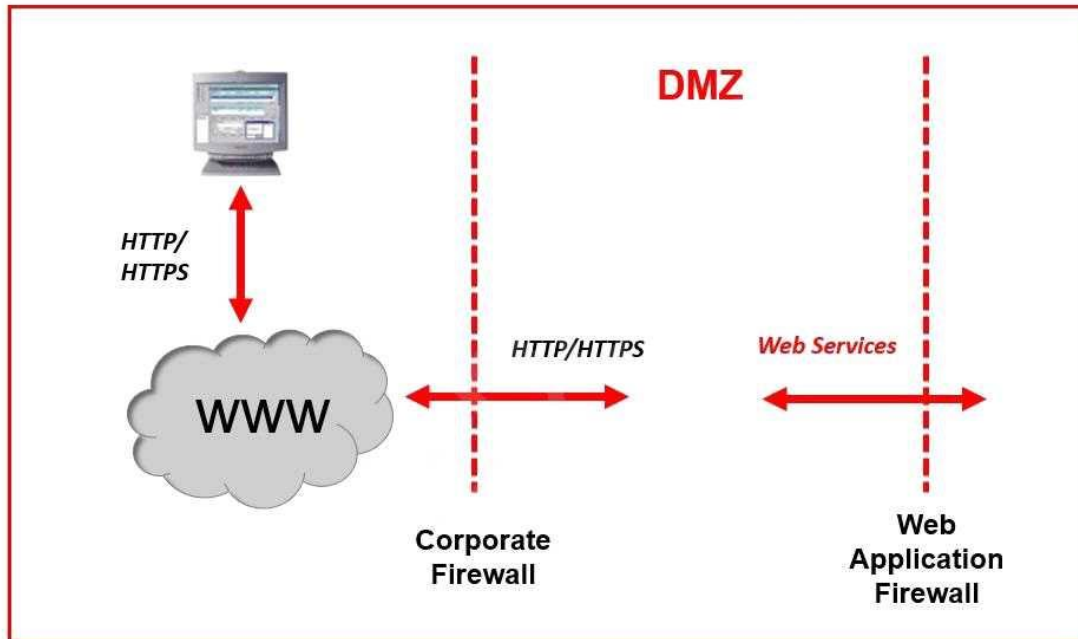 DMZ
HTTP/
HTTPS
HTTP/HTTPS
Web Services
WWW
Corporate
Firewall
Web
Application
Firewall